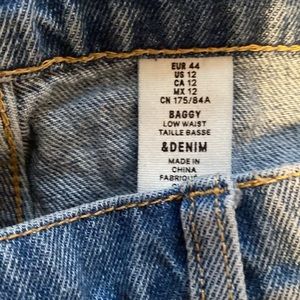 EUR 44
US 12
CA 12
MX 12
CN 175/84A
BAGGY
LOW WAIST
TAILLE BASSE
&DENIM
MADE IN
CHINA